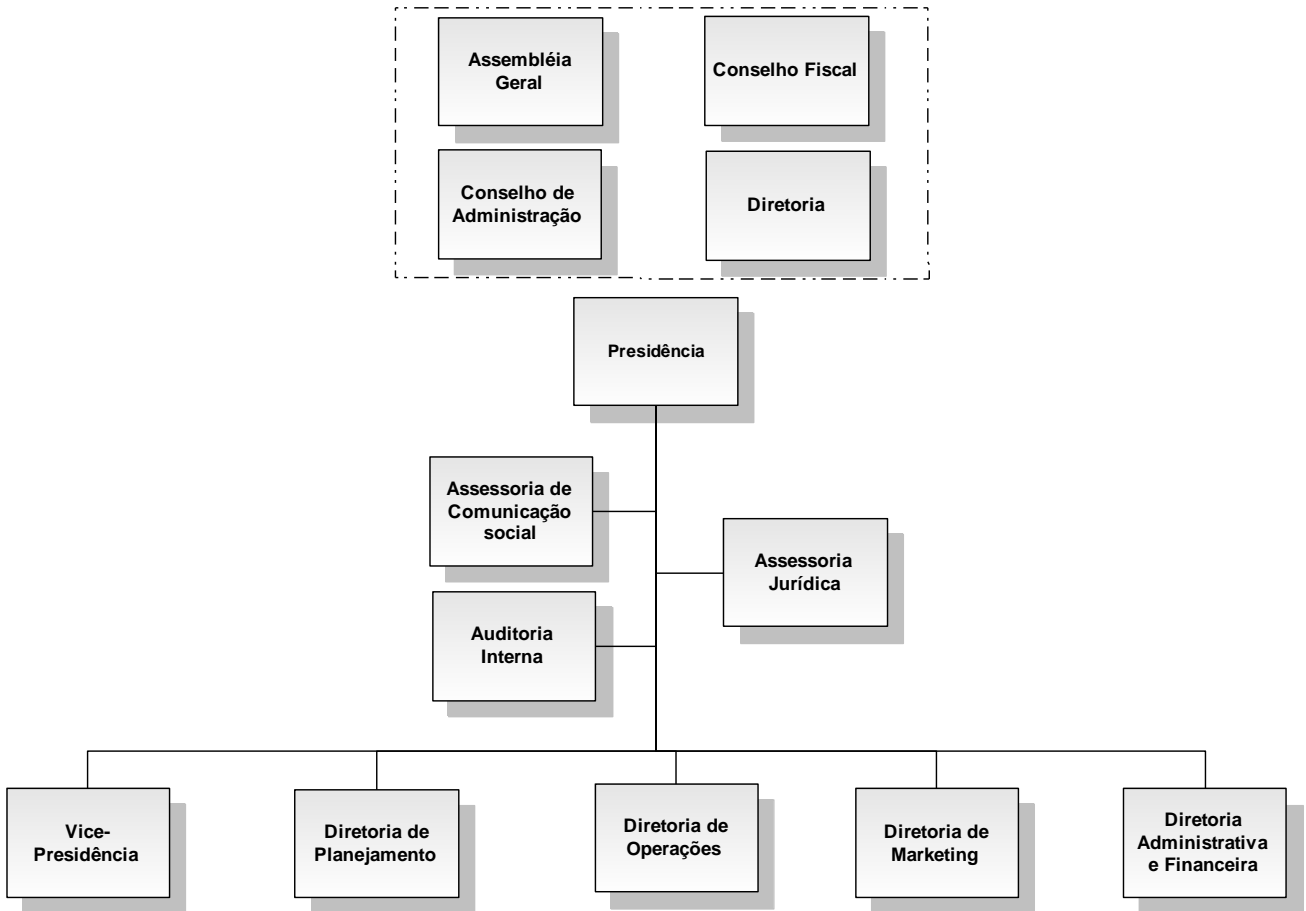 Assembléia
Geral
Conselho Fiscal
Conselho de
Administração
Diretoria
Presidência
Assessoria de
Comunicação
social
Assessoria
Jurídica
Auditoria
Interna
Vice-
Presidência
Diretoria de
Planejamento
Diretoria de
Operações
Diretoria de
Marketing
Diretoria
Administrativa
e Financeira